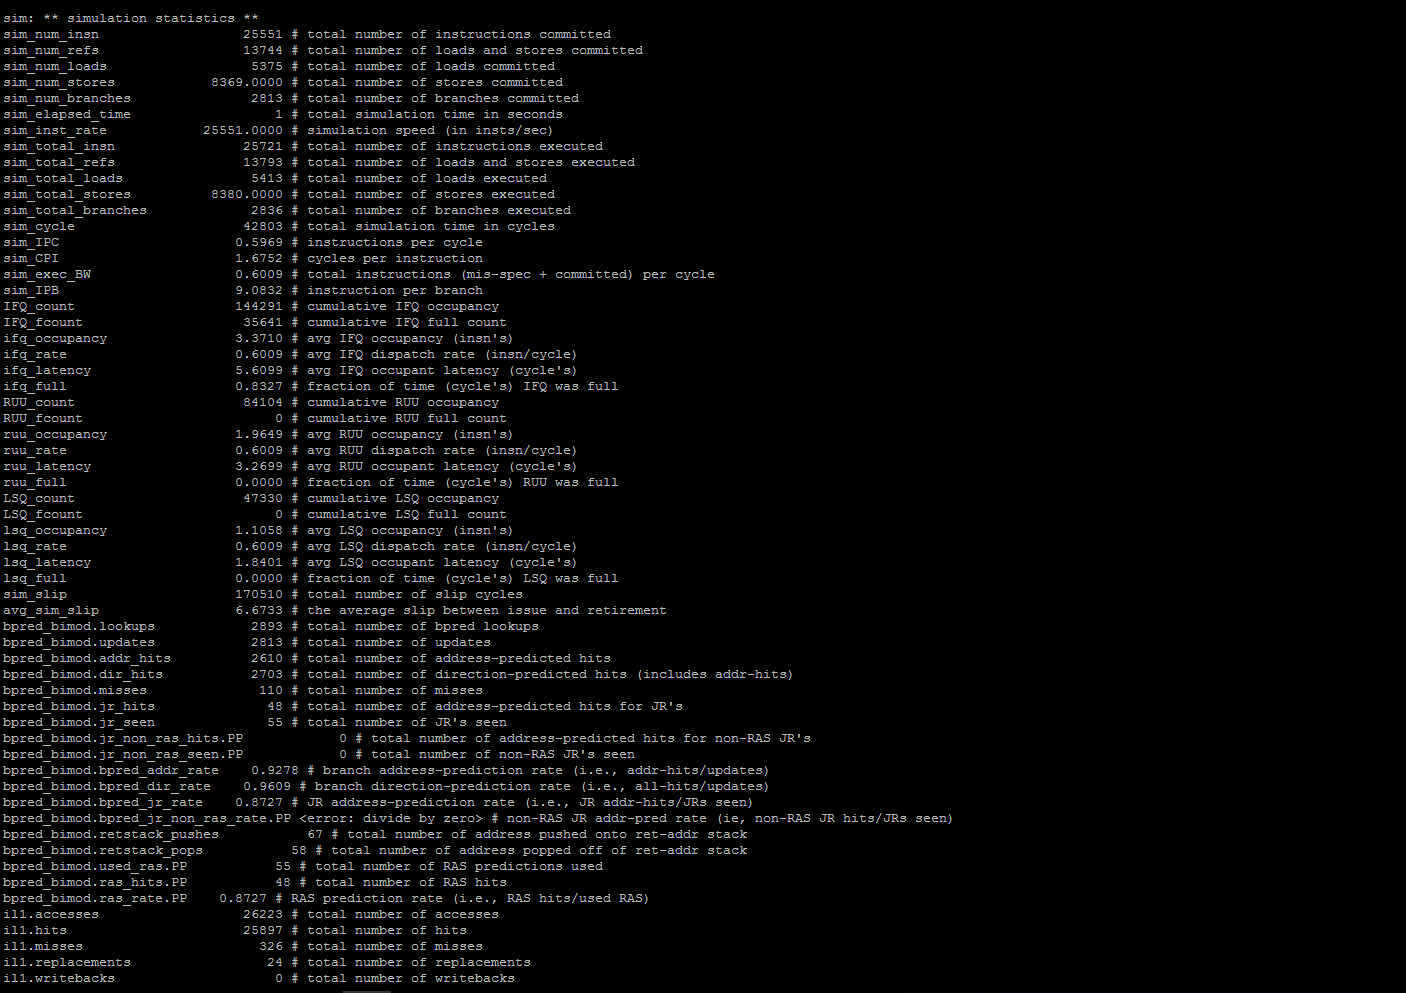 sim: ** simulation statistics **
sim_num_insn                  25551 # total number of instructions committed
sim_num_refs                  13744 # total number of loads and stores committed
sim_num_loads                  5375 # total number of loads committed
sim_num_stores            8369.0000 # total number of stores committed
sim_num_branches               2813 # total number of branches committed
sim_elapsed_time                  1 # total simulation time in seconds
sim_inst_rate            25551.0000 # simulation speed (in insts/sec)
sim_total_insn                25721 # total number of instructions executed
sim_total_refs                13793 # total number of loads and stores executed
sim_total_loads                5413 # total number of loads executed
sim_total_stores          8380.0000 # total number of stores executed
sim_total_branches             2836 # total number of branches executed
sim_cycle                     42803 # total simulation time in cycles
sim_IPC                      0.5969 # instructions per cycle
sim_CPI                      1.6752 # cycles per instruction
sim_exec_BW                  0.6009 # total instructions (mis-spec + committed) per cycle
sim_IPB                      9.0832 # instruction per branch
IFQ_count                    144291 # cumulative IFQ occupancy
IFQ_fcount                    35641 # cumulative IFQ full count
ifq_occupancy                3.3710 # avg IFQ occupancy (insn's)
ifq_rate                     0.6009 # avg IFQ dispatch rate (insn/cycle)
ifq_latency                  5.6099 # avg IFQ occupant latency (cycle's)
ifq_full                     0.8327 # fraction of time (cycle's) IFQ was full
RUU_count                     84104 # cumulative RUU occupancy
RUU_fcount                        0 # cumulative RUU full count
ruu_occupancy                1.9649 # avg RUU occupancy (insn's)
ruu_rate                     0.6009 # avg RUU dispatch rate (insn/cycle)
ruu_latency                  3.2699 # avg RUU occupant latency (cycle's)
ruu_full                     0.0000 # fraction of time (cycle's) RUU was full
LSQ_count                     47330 # cumulative LSQ occupancy
LSQ_fcount                        0 # cumulative LSQ full count
lsq_occupancy                1.1058 # avg LSQ occupancy (insn's)
lsq_rate                     0.6009 # avg LSQ dispatch rate (insn/cycle)
lsq_latency                  1.8401 # avg LSQ occupant latency (cycle's)
lsq_full                     0.0000 # fraction of time (cycle's) LSQ was full
sim_slip                     170510 # total number of slip cycles
avg_sim_slip                 6.6733 # the average slip between issue and retirement
bpred_bimod.lookups            2893 # total number of bpred lookups
bpred_bimod.updates            2813 # total number of updates
bpred_bimod.addr_hits          2610 # total number of address-predicted hits
bpred_bimod.dir_hits           2703 # total number of direction-predicted hits (includes addr-hits)
bpred_bimod.misses              110 # total number of misses
bpred_bimod.jr_hits              48 # total number of address-predicted hits for JR's
bpred_bimod.jr_seen              55 # total number of JR's seen
bpred_bimod.jr_non_ras_hits.PP            0 # total number of address-predicted hits for non-RAS JR's
bpred_bimod.jr_non_ras_seen.PP            0 # total number of non-RAS JR's seen
bpred_bimod.bpred_addr_rate    0.9278 # branch address-prediction rate (i.e., addr-hits/updates)
bpred_bimod.bpred_dir_rate    0.9609 # branch direction-prediction rate (i.e., all-hits/updates)
bpred_bimod.bpred_jr_rate    0.8727 # JR address-prediction rate (i.e., JR addr-hits/JRs seen)
bpred_bimod.bpred_jr_non_ras_rate.PP <error: divide by zero> # non-RAS JR addr-pred rate (ie, non-RAS JR hits/JRs seen)
bpred_bimod.retstack_pushes           67 # total number of address pushed onto ret-addr stack
bpred_bimod.retstack_pops           58 # total number of address popped off of ret-addr stack
bpred_bimod.used_ras.PP           55 # total number of RAS predictions used
bpred_bimod.ras_hits.PP           48 # total number of RAS hits
bpred_bimod.ras_rate.PP    0.8727 # RAS prediction rate (i.e., RAS hits/used RAS)
il1.accesses                  26223 # total number of accesses
il1.hits                      25897 # total number of hits
il1.misses                      326 # total number of misses
il1.replacements                 24 # total number of replacements
il1.writebacks                    0 # total number of writebacks